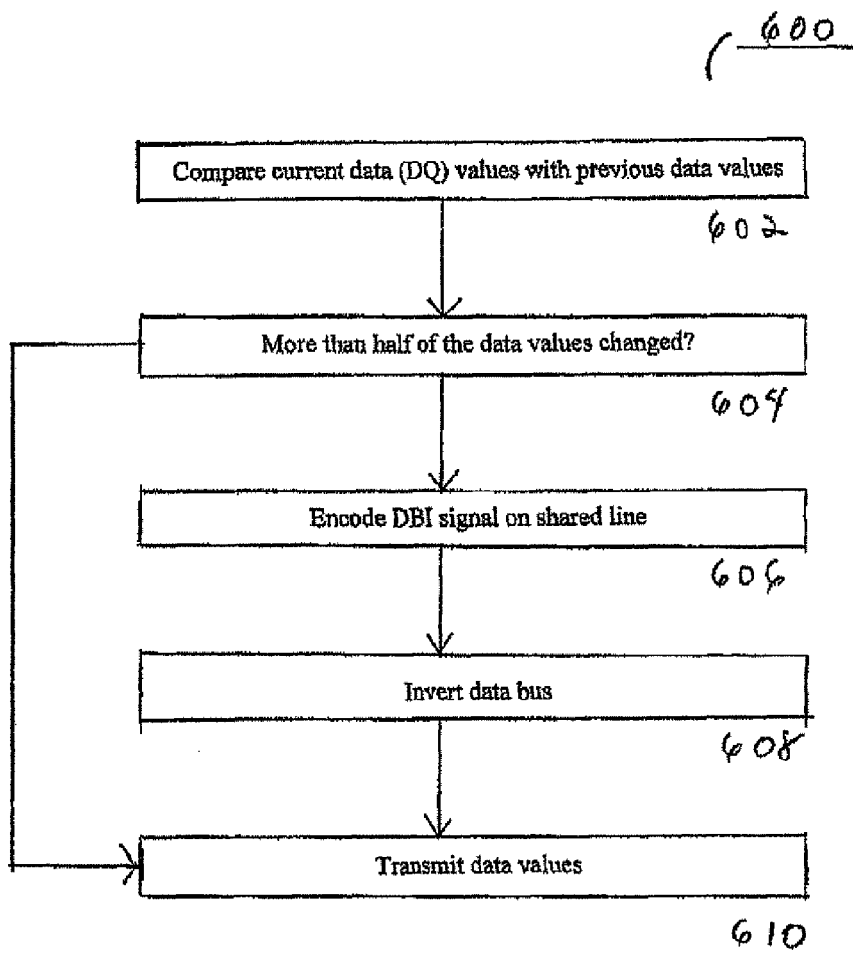 600
Compare current data (DQ) values with previous data values
602
More than half of the data values changed?
604
Encode DBI signal on shared line
606
Invert data bus
608
Transmit data values
610